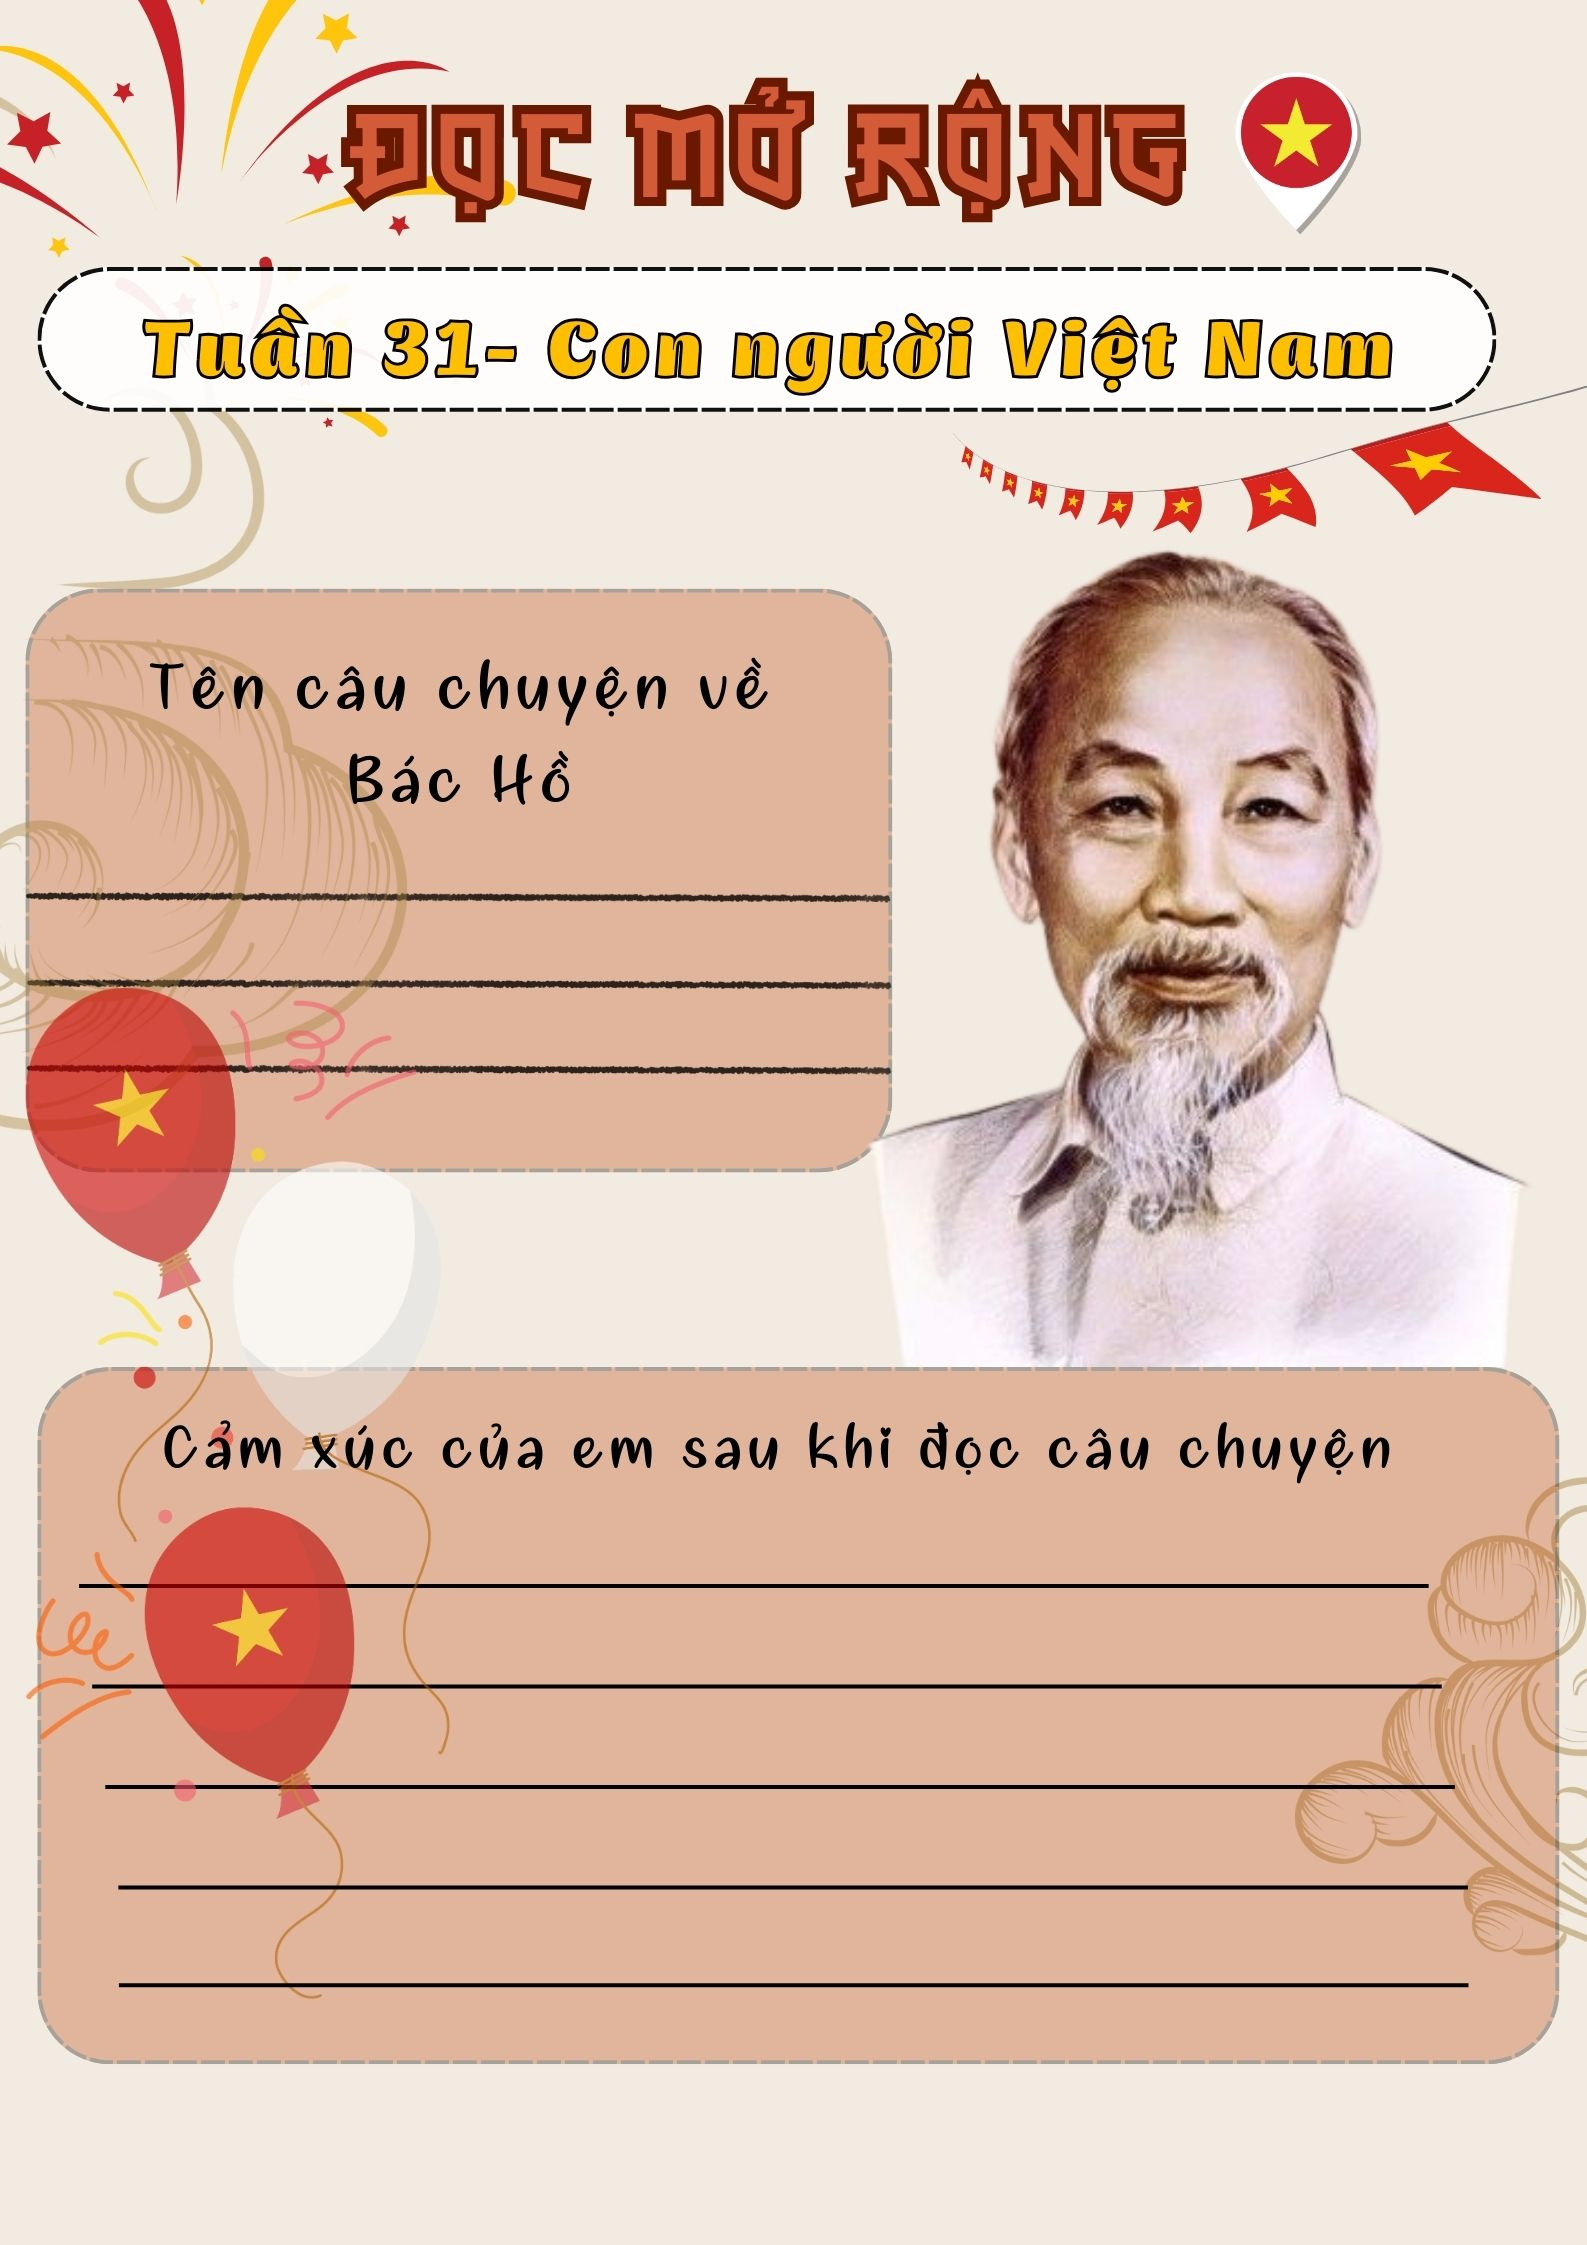 ĐỌC MỞ RỘNG
Tuần 31- Con người Việt Nam
Tên câu chuyện về
Bác Hồ
Cảm xúc của em sau khi đọc câu chuyện